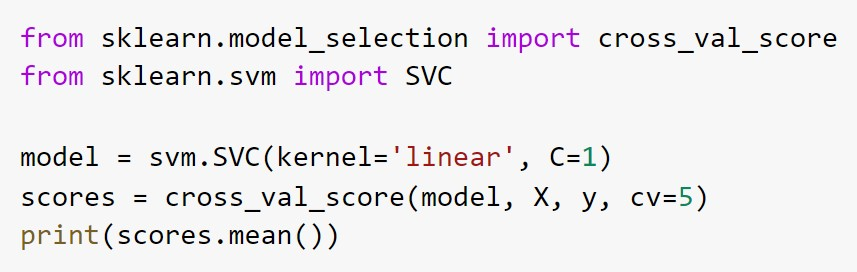 from sklearn.model_selection import cross_val_score
from sklearn.svm import SVC
model = svm.SVC(kernel='linear', C=1)
scores = cross_val_score(model, X, y, cv=5)
print(scores.mean())